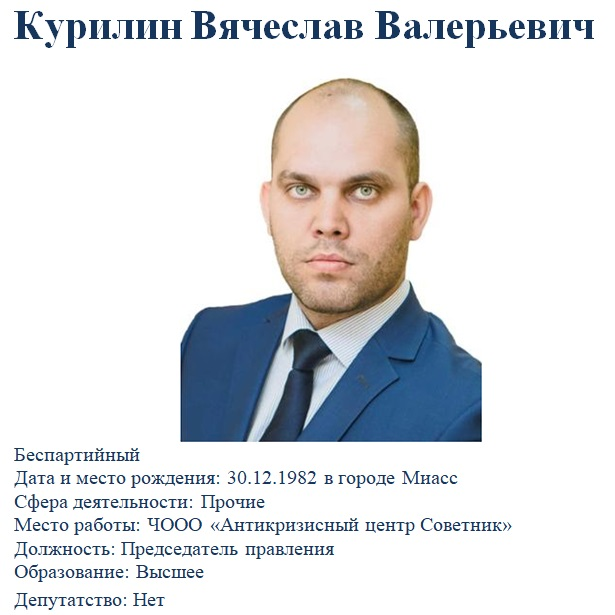 Курилин Вячеслав Валерьевич
Беспартийный
Дата и место рождения: 30.12.1982 в городе Миасс
Сфера деятельности: Прочие
Место работы: ЧООО «Антикризисный центр Советник»
Должность: Председатель правления
Образование: Высшее
Депутатство: Нет